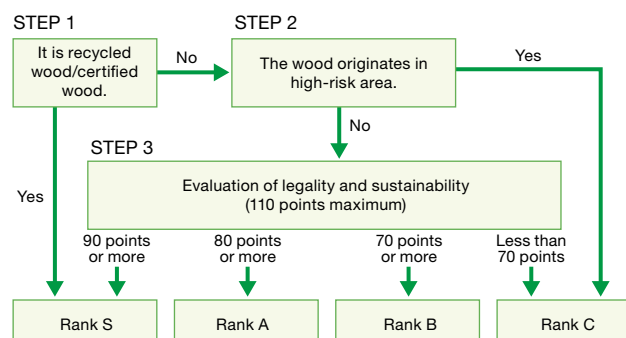 STEP 1
It is recycled
wood/certified
wood.
No
STEP 2
The wood originates in
high-risk area.
Yes
No
STEP 3
Evaluation of legality and sustainability
(110 points maximum)
Yes
90 points
or more
80 points
or more
70 points
or more
Less than
70 points
Rank S
Rank A
Rank B
Rank C